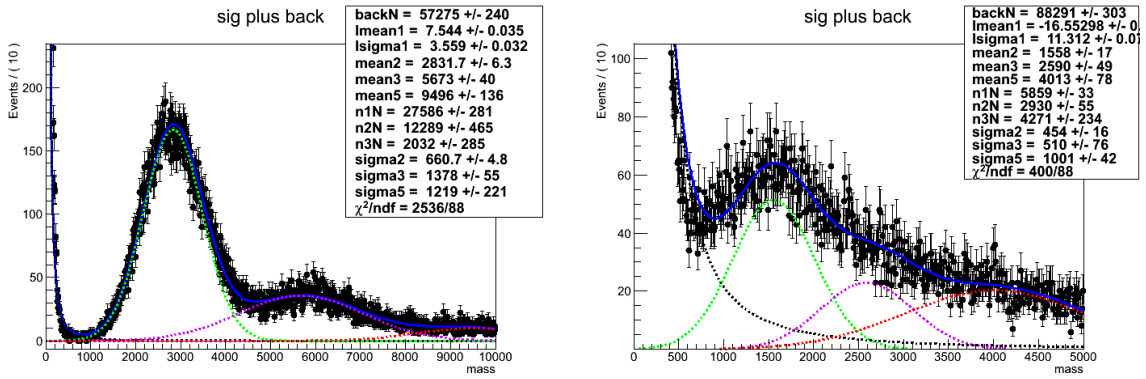 sig plus back
backN = 57275 +/- 240
lmean1 = 7.544 +/- 0.035
lsigma1 = 3.559 +/- 0.032
mean2 = 2831.7 +/- 6.3
mean3 = 5673 +/- 40
mean5 = 9496 +/- 136
n1N = 27586 +/- 281
n2N = 12289 +/- 465
n3N = 2032 +/- 285
sigma2 = 660.7 +/- 4.8
sigma3 = 1378 +/- 55
sigma5 = 1219 +/- 221
χ²/ndf = 2536/88
Events / ( 10 )
200
150
100
50
0
0 1000 2000 3000 4000 5000 6000 7000 8000 9000 10000
mass
sig plus back
backN = 88291 +/- 303
lmean1 = -16.55298 +/- 0.
lsigma1 = 11.312 +/- 0.07
mean2 = 1558 +/- 17
mean3 = 2590 +/- 49
mean5 = 4013 +/- 78
n1N = 5859 +/- 33
n2N = 2930 +/- 55
n3N = 4271 +/- 234
sigma2 = 454 +/- 16
sigma3 = 510 +/- 76
sigma5 = 1001 +/- 42
χ²/ndf = 400/88
Events / ( 10 )
100
80
60
40
20
0 500 1000 1500 2000 2500 3000 3500 4000 4500 5000
mass